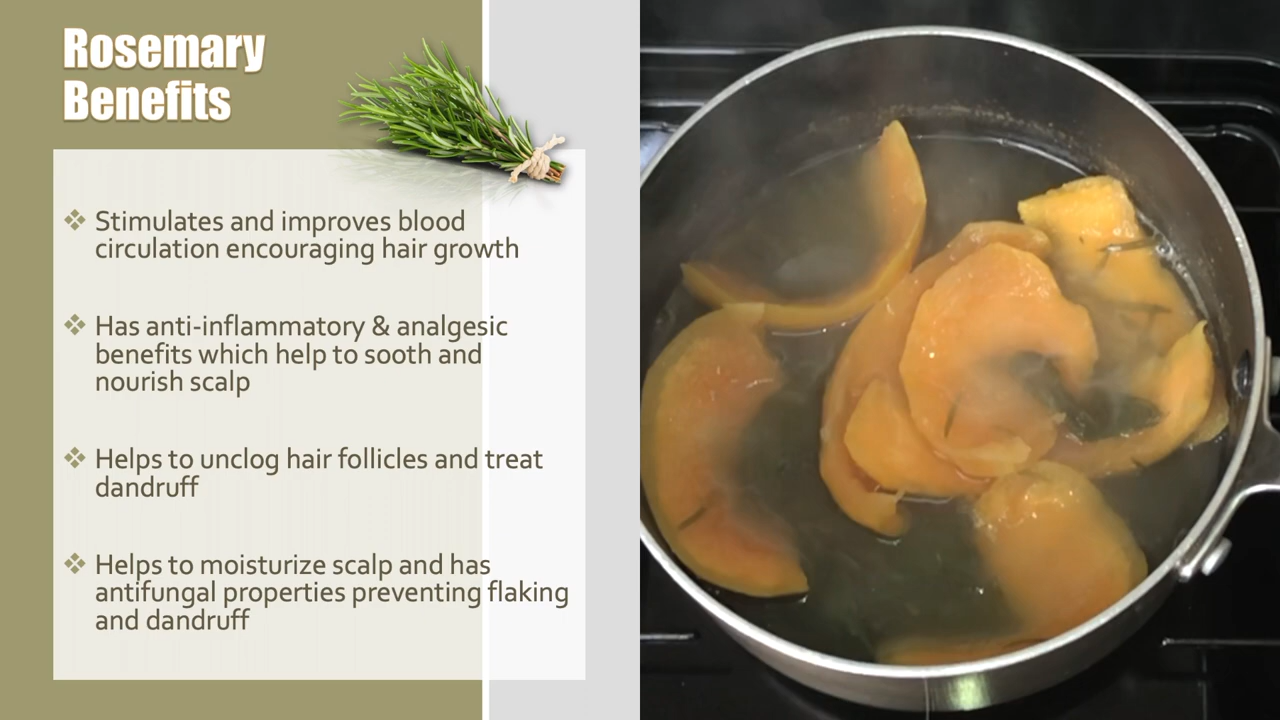 Rosemary
Benefits
❖ Stimulates and improves blood
circulation encouraging hair growth
❖ Has anti-inflammatory & analgesic
benefits which help to sooth and
nourish scalp
❖ Helps to unclog hair follicles and treat
dandruff
❖ Helps to moisturize scalp and has
antifungal properties preventing flaking
and dandruff